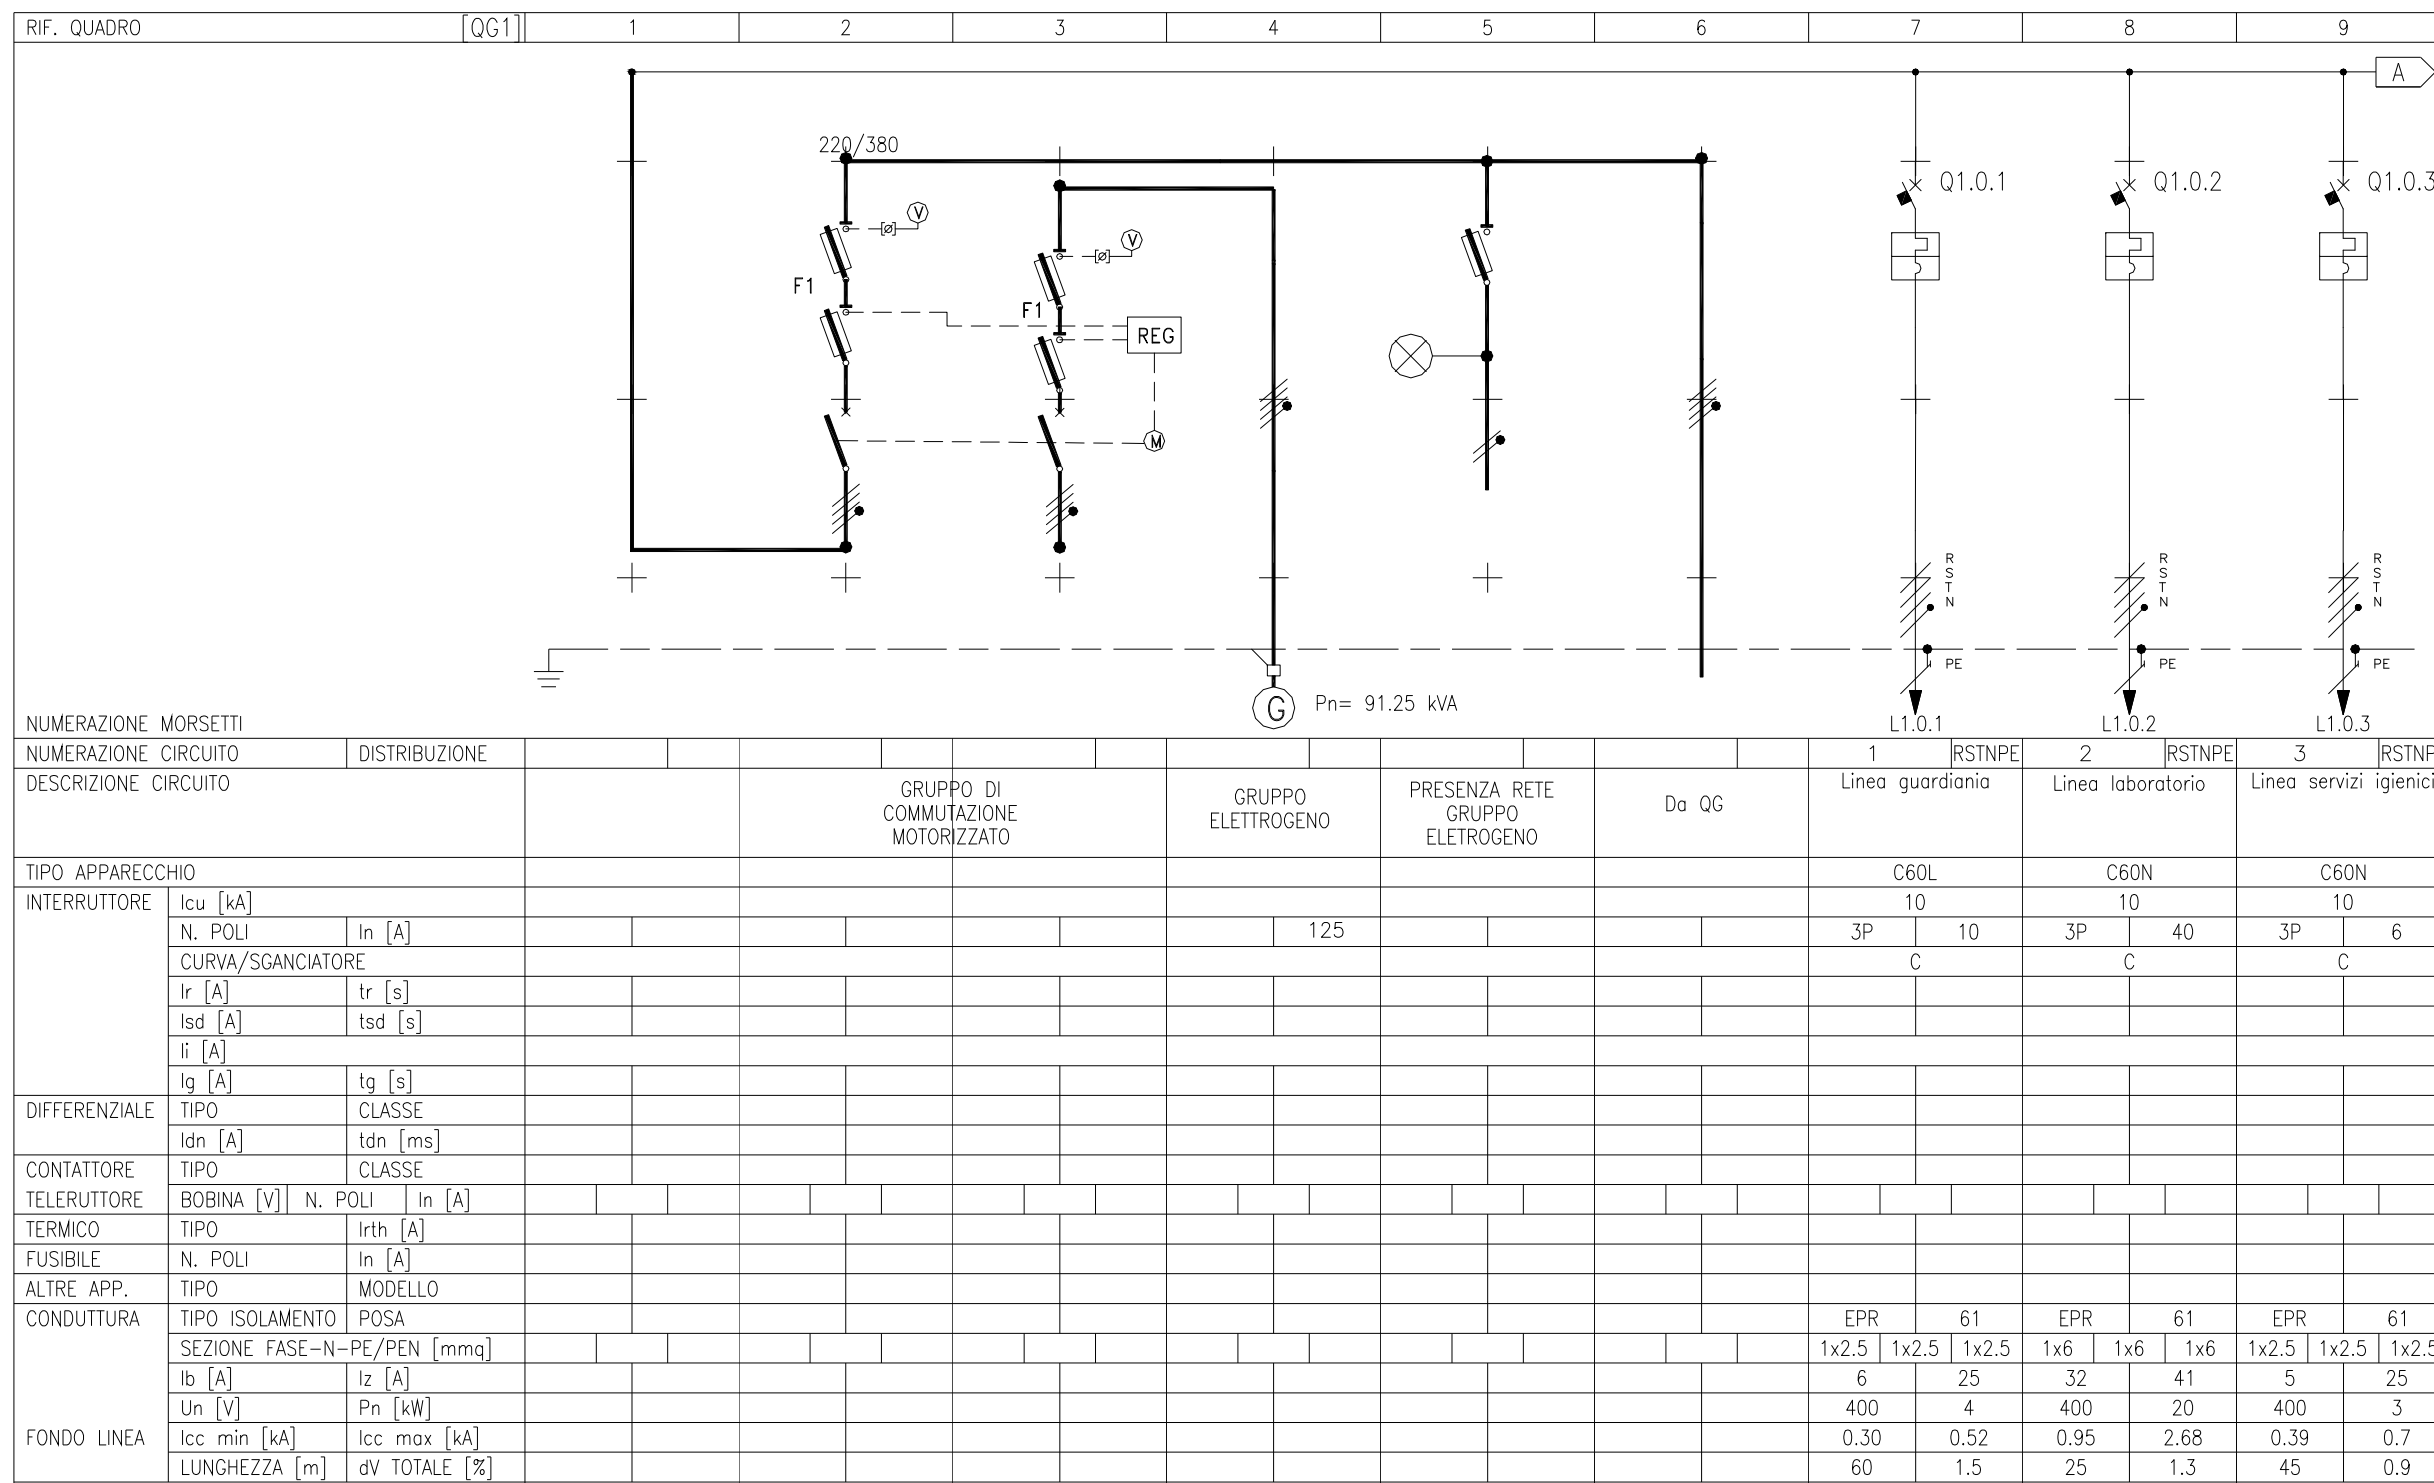 RIF. QUADRO [QG1] 1 2 3 4 5 6 7 8 9
A
220/380
Q1.0.1 Q1.0.2 Q1.0.3
V
V
F1
F1
REG
M
R R R
S S S
T T T
N N N
PE PE PE
G Pn= 91.25 kVA
NUMERAZIONE MORSETTI L1.0.1 L1.0.2 L1.0.3
NUMERAZIONE CIRCUITO DISTRIBUZIONE 1 RSTNPE 2 RSTNPE 3 RSTNP
DESCRIZIONE CIRCUITO
GRUPPO DI
COMMUTAZIONE
MOTORIZZATO
GRUPPO
ELETTROGENO
PRESENZA RETE
GRUPPO
ELETROGENO
Da QG
Linea guardiania
Linea laboratorio
Linea servizi igienici
TIPO APPARECCHIO C60L C60N C60N
INTERRUTTORE Icu [kA] 10 10 10
N. POLI In [A] 125 3P 10 3P 40 3P 6
CURVA/SGANCIATORE C C C
Ir [A] tr [s]
Isd [A] tsd [s]
Ii [A]
Ig [A] tg [s]
DIFFERENZIALE TIPO CLASSE
Idn [A] tdn [ms]
CONTATTORE TIPO CLASSE
TELERUTTORE BOBINA [V] N. POLI In [A]
TERMICO TIPO Irth [A]
FUSIBILE N. POLI In [A]
ALTRE APP. TIPO MODELLO
CONDUTTURA TIPO ISOLAMENTO POSA EPR 61 EPR 61 EPR 61
SEZIONE FASE-N-PE/PEN [mmq] 1x2.5 1x2.5 1x2.5 1x6 1x6 1x6 1x2.5 1x2.5 1x2.5
Ib [A] Iz [A] 6 25 32 41 5 25
Un [V] Pn [kW] 400 4 400 20 400 3
FONDO LINEA Icc min [kA] Icc max [kA] 0.30 0.52 0.95 2.68 0.39 0.7
LUNGHEZZA [m] dV TOTALE [%] 60 1.5 25 1.3 45 0.9